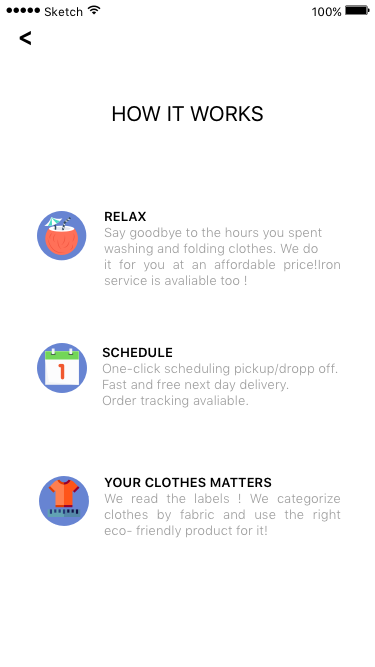 Sketch
100%
<
HOW IT WORKS
RELAX
Say goodbye to the hours you spent
washing and folding clothes. We do
it for you at an affordable price!Iron
service is avaliable too !
1
SCHEDULE
One-click scheduling pickup/dropp off.
Fast and free next day delivery.
Order tracking avaliable.
YOUR CLOTHES MATTERS
We read the labels ! We categorize
clothes by fabric and use the right
eco- friendly product for it!